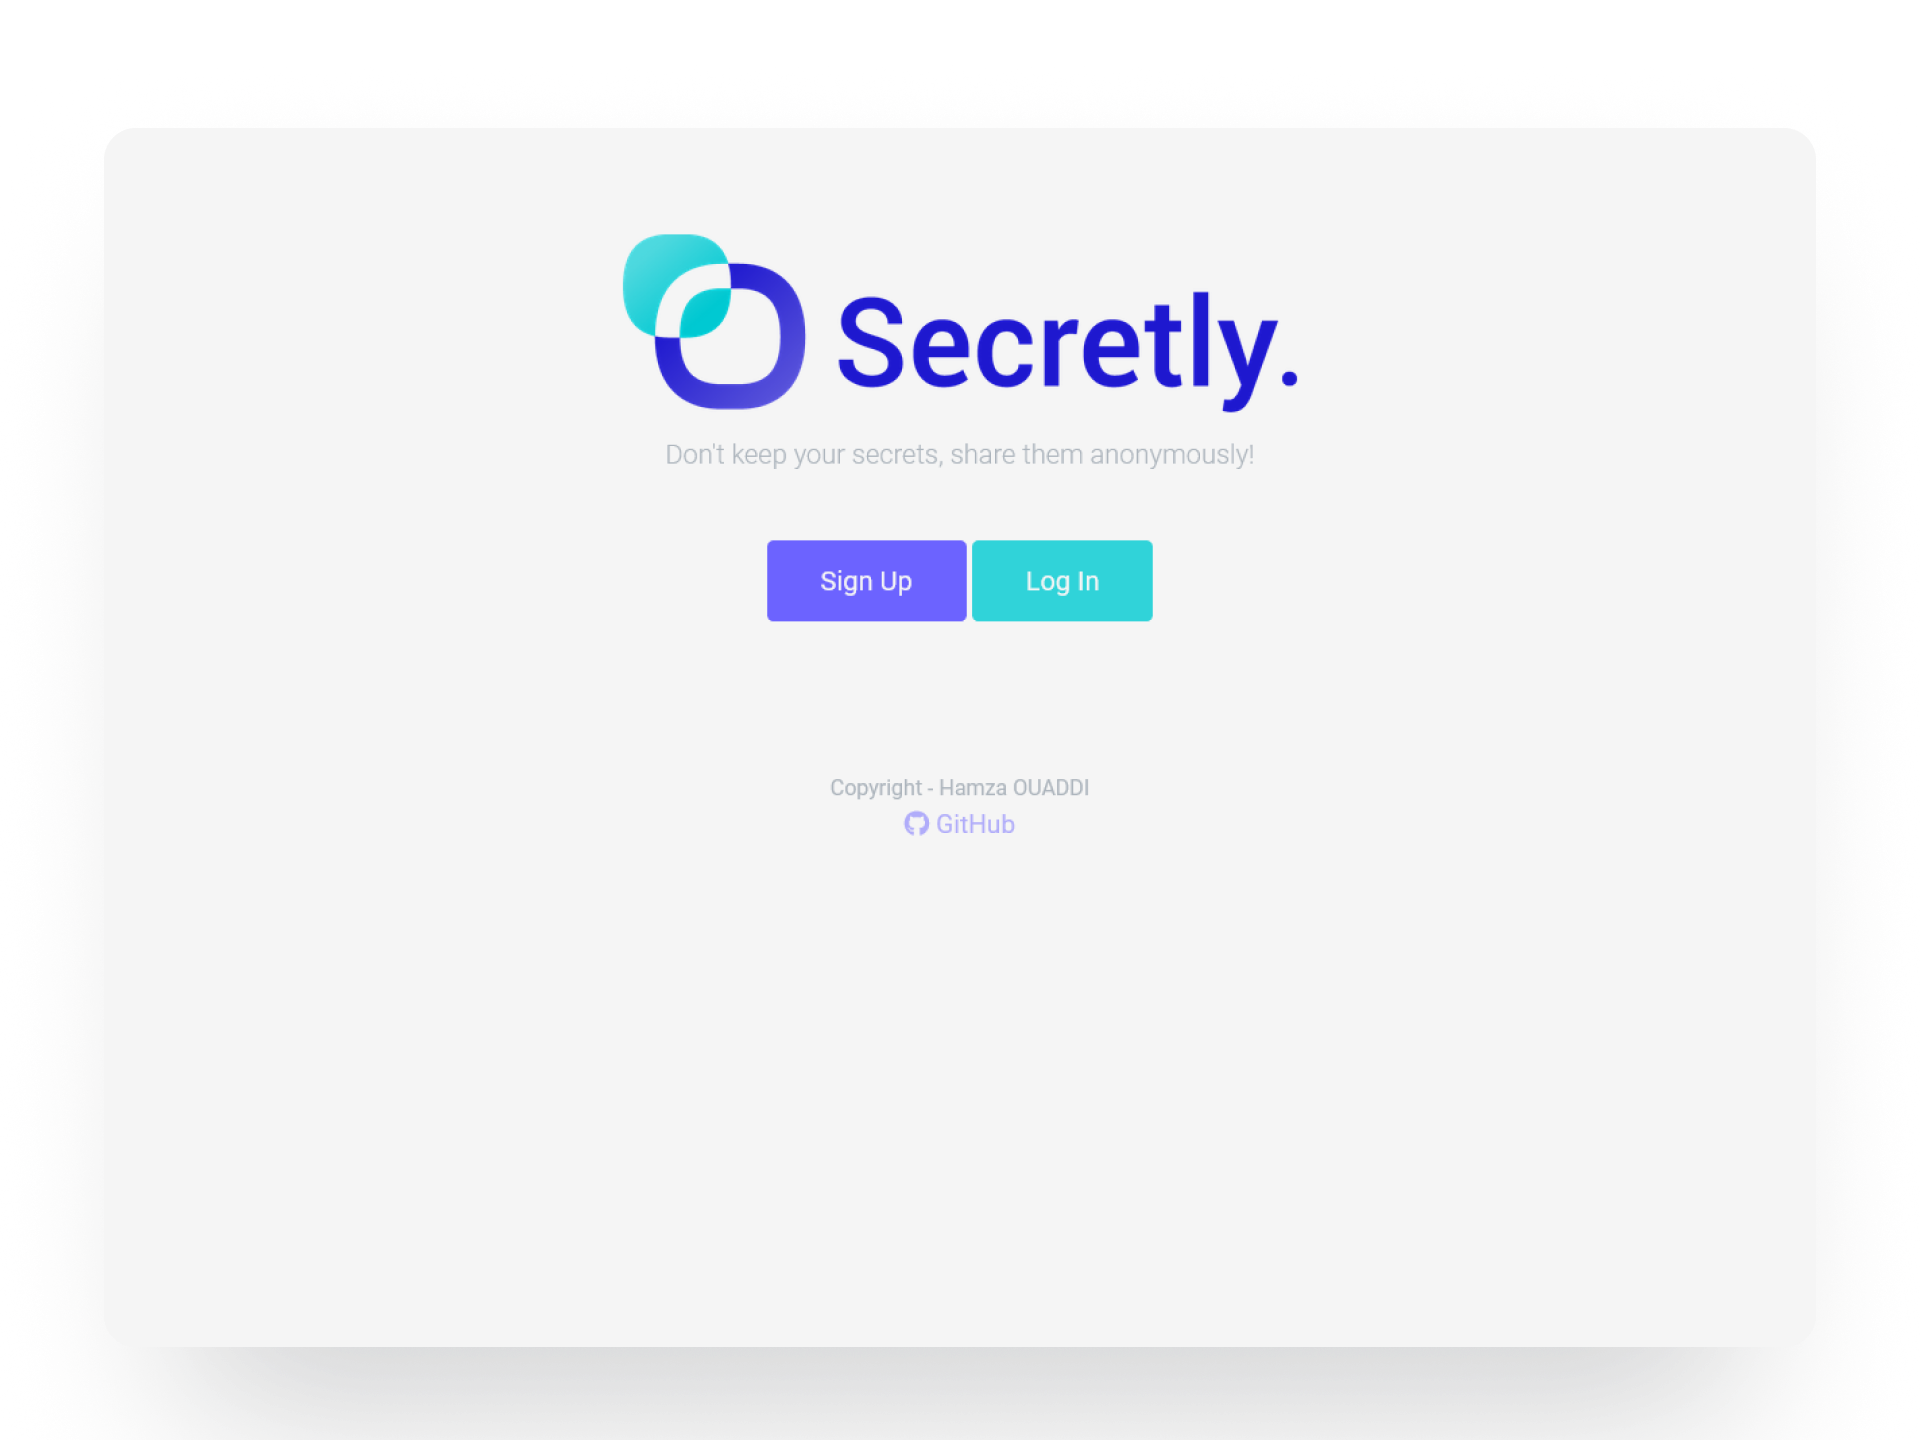 Secretly.
Don't keep your secrets, share them anonymously!
Sign Up Log In
Copyright - Hamza OUADDI
GitHub